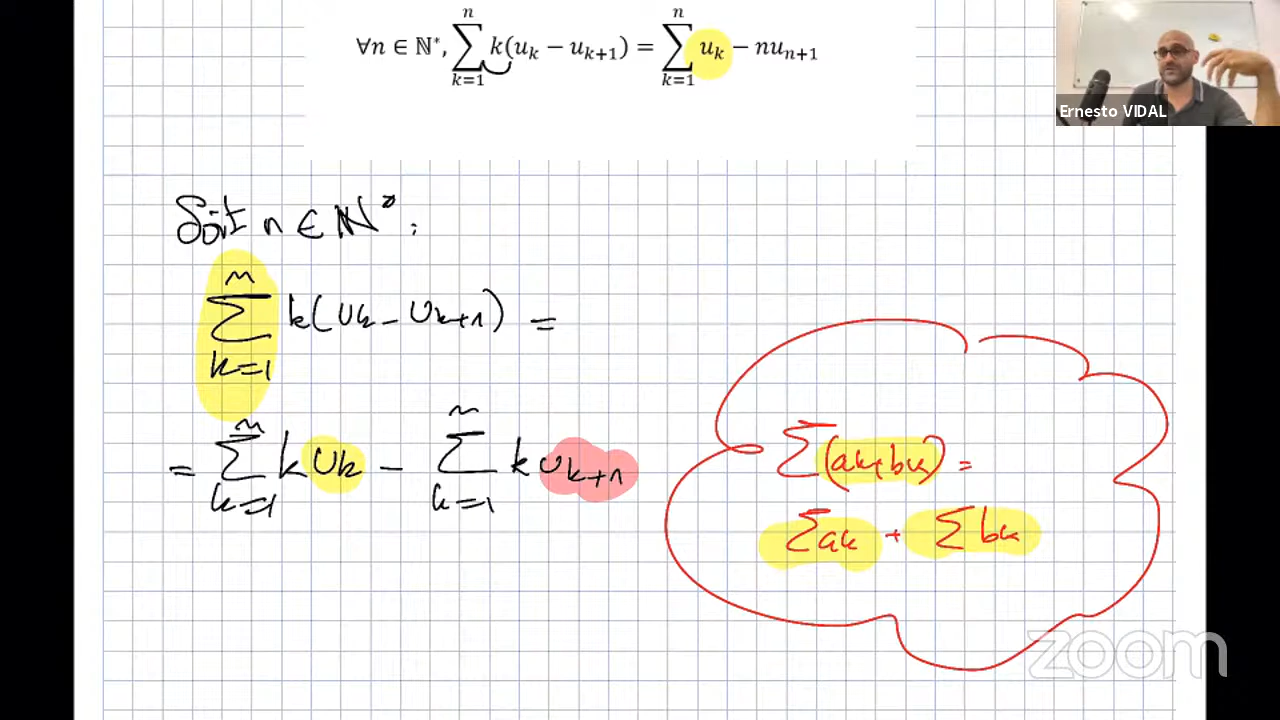 ∀n ∈ ℕ*, ∑_{k=1}^{n} k(u_k − u_{k+1}) = ∑_{k=1}^{n} u_k − nu_{n+1}
Ernesto VIDAL
Soit n ∈ ℕ* :
∑_{k=1}^{n} k(u_k − u_{k+1}) =
= ∑_{k=1}^{n} k u_k − ∑_{k=1}^{n} k u_{k+1}
∑(a_k + b_k) =
∑a_k + ∑b_k
zoom